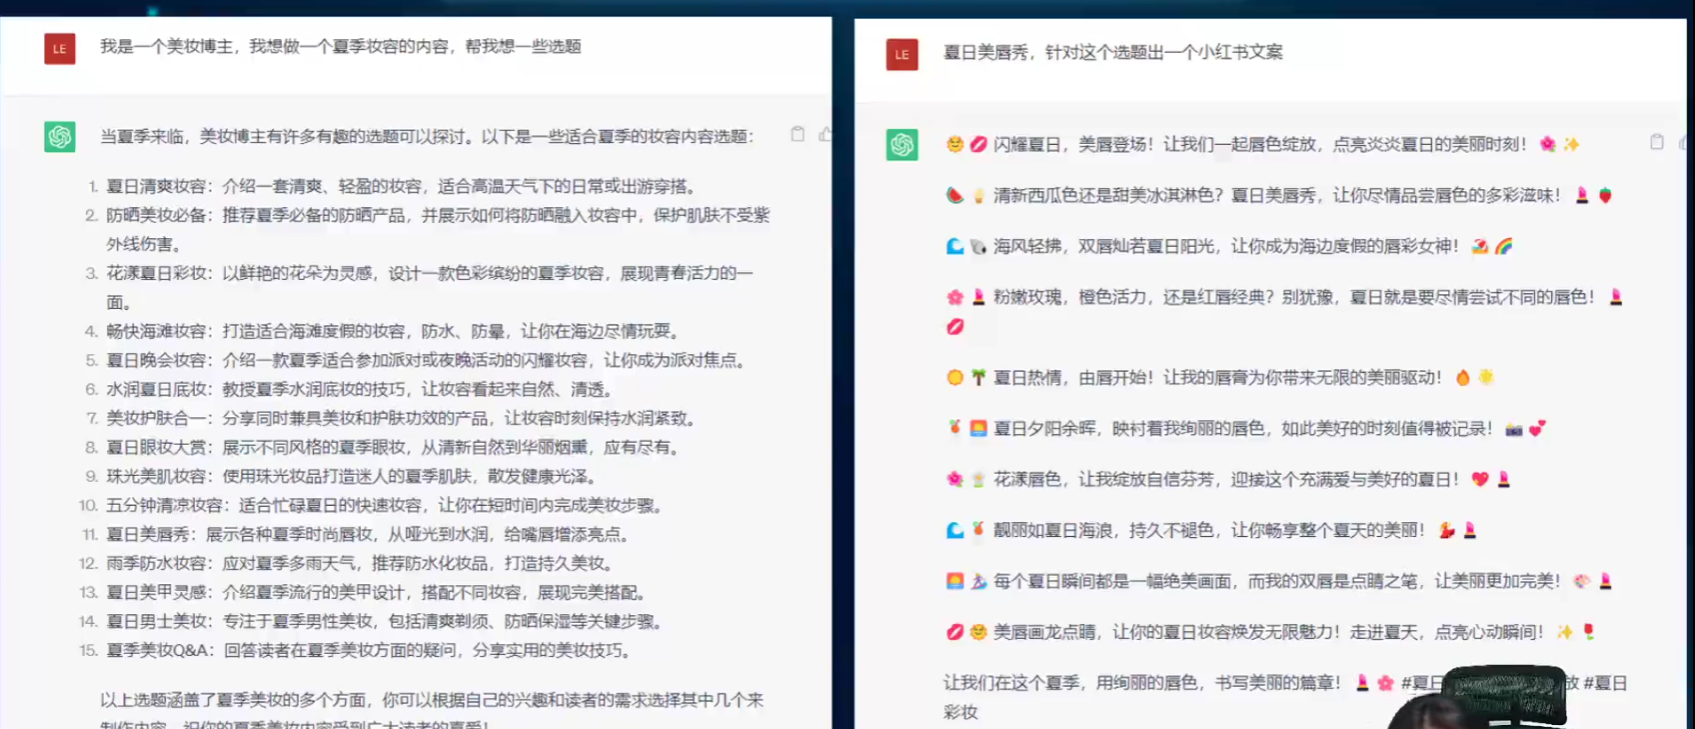 LE
我是一个美妆博主，我想做一个夏季妆容的内容，帮我想一些选题
当夏季来临，美妆博主有许多有趣的选题可以探讨。以下是一些适合夏季的妆容内容选题：
1. 夏日清爽妆容：介绍一套清爽、轻盈的妆容，适合高温天气下的日常或出游穿搭。
2. 防晒美妆必备：推荐夏季必备的防晒产品，并展示如何将防晒融入妆容中，保护肌肤不受紫
外线伤害。
3. 花漾夏日彩妆：以鲜艳的花朵为灵感，设计一款色彩缤纷的夏季妆容，展现青春活力的一
面。
4. 畅快海滩妆容：打造适合海滩度假的妆容，防水、防晕，让你在海边尽情玩耍。
5. 夏日晚会妆容：介绍一款夏季适合参加派对或夜晚活动的闪耀妆容，让你成为派对焦点。
6. 水润夏日底妆：教授夏季水润底妆的技巧，让妆容看起来自然、清透。
7. 美妆护肤合一：分享同时兼具美妆和护肤功效的产品，让妆容时刻保持水润紧致。
8. 夏日眼妆大赏：展示不同风格的夏季眼妆，从清新自然到华丽烟熏，应有尽有。
9. 珠光美肌妆容：使用珠光妆品打造迷人的夏季肌肤，散发健康光泽。
10. 五分钟清凉妆容：适合忙碌夏日的快速妆容，让你在短时间内完成美妆步骤。
11. 夏日美唇秀：展示各种夏季时尚唇妆，从哑光到水润，给嘴唇增添亮点。
12. 雨季防水妆容：应对夏季多雨天气，推荐防水化妆品，打造持久美妆。
13. 夏日美甲灵感：介绍夏季流行的美甲设计，搭配不同妆容，展现完美搭配。
14. 夏日男士美妆：专注于夏季男性美妆，包括清爽剃须、防晒保湿等关键步骤。
15. 夏季美妆Q&A：回答读者在夏季美妆方面的疑问，分享实用的美妆技巧。
以上选题涵盖了夏季美妆的多个方面，你可以根据自己的兴趣和读者的需求选择其中几个来
制作内容，祝你的夏季美妆内容受到广大读者的喜爱！
LE
夏日美唇秀，针对这个选题出一个小红书文案
闪耀夏日，美唇登场！让我们一起唇色绽放，点亮炎炎夏日的美丽时刻！
清新西瓜色还是甜美冰淇淋色？夏日美唇秀，让你尽情品尝唇色的多彩滋味！
海风轻拂，双唇灿若夏日阳光，让你成为海边度假的唇彩女神！
粉嫩玫瑰，橙色活力，还是红唇经典？别犹豫，夏日就是要尽情尝试不同的唇色！
夏日热情，由唇开始！让我的唇膏为你带来无限的美丽驱动！
夏日夕阳余晖，映衬着我绚丽的唇色，如此美好的时刻值得被记录！
花漾唇色，让我绽放自信芬芳，迎接这个充满爱与美好的夏日！
靓丽如夏日海浪，持久不褪色，让你畅享整个夏天的美丽！
每个夏日瞬间都是一幅绝美画面，而我的双唇是点睛之笔，让美丽更加完美！
美唇画龙点睛，让你的夏日妆容焕发无限魅力！走进夏天，点亮心动瞬间！
让我们在这个夏季，用绚丽的唇色，书写美丽的篇章！ #夏日 放 #夏日
彩妆